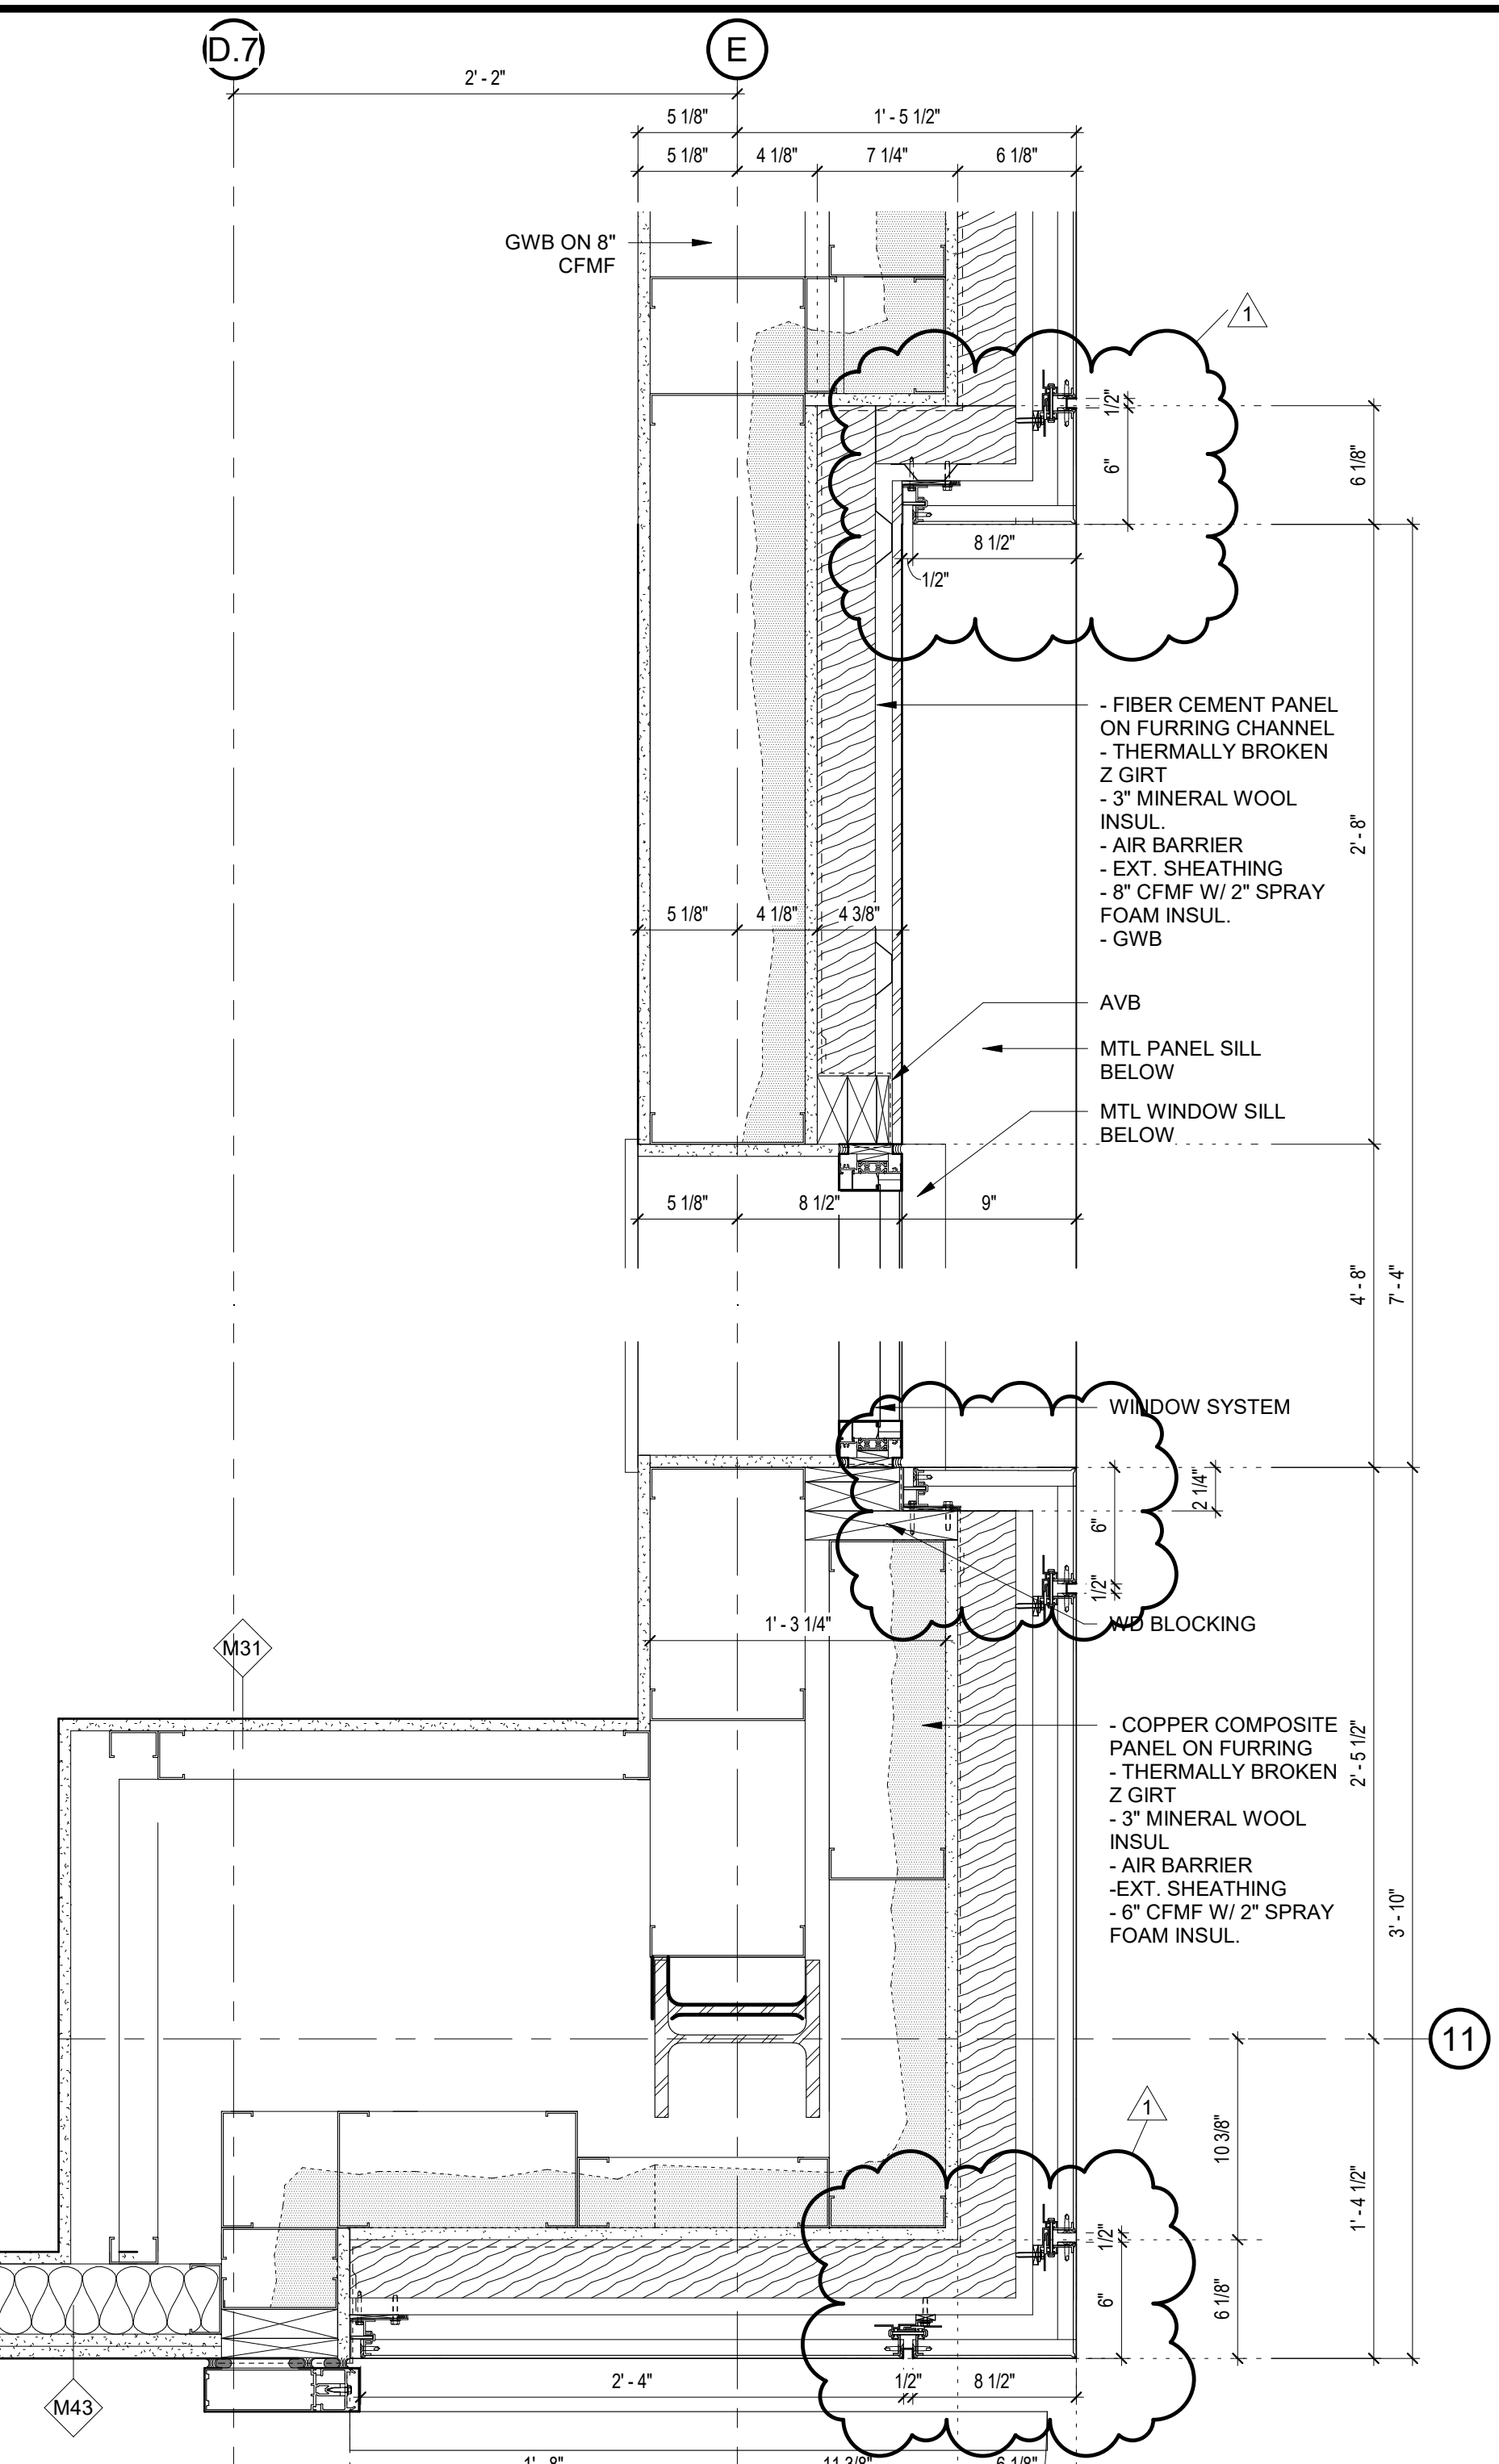 D.7
E
2' - 2"
5 1/8"
1' - 5 1/2"
5 1/8"
4 1/8"
7 1/4"
6 1/8"
GWB ON 8"
CFMF
1
1/2"
6"
6 1/8"
8 1/2"
1/2"
- FIBER CEMENT PANEL
ON FURRING CHANNEL
- THERMALLY BROKEN
Z GIRT
- 3" MINERAL WOOL
INSUL.
- AIR BARRIER
- EXT. SHEATHING
- 8" CFMF W/ 2" SPRAY
FOAM INSUL.
- GWB
2' - 8"
5 1/8"
4 1/8"
4 3/8"
AVB
MTL PANEL SILL
BELOW
MTL WINDOW SILL
BELOW
5 1/8"
8 1/2"
9"
4' - 8"
7' - 4"
WINDOW SYSTEM
2 1/4"
6"
1/2"
1' - 3 1/4"
WD BLOCKING
M31
- COPPER COMPOSITE
PANEL ON FURRING
- THERMALLY BROKEN
Z GIRT
- 3" MINERAL WOOL
INSUL
- AIR BARRIER
-EXT. SHEATHING
- 6" CFMF W/ 2" SPRAY
FOAM INSUL.
2' - 5 1/2"
3' - 10"
11
1
10 3/8"
1' - 4 1/2"
1/2"
6"
6 1/8"
M43
2' - 4"
1/2"
8 1/2"
1' - 8"
11 3/8"
6 1/8"